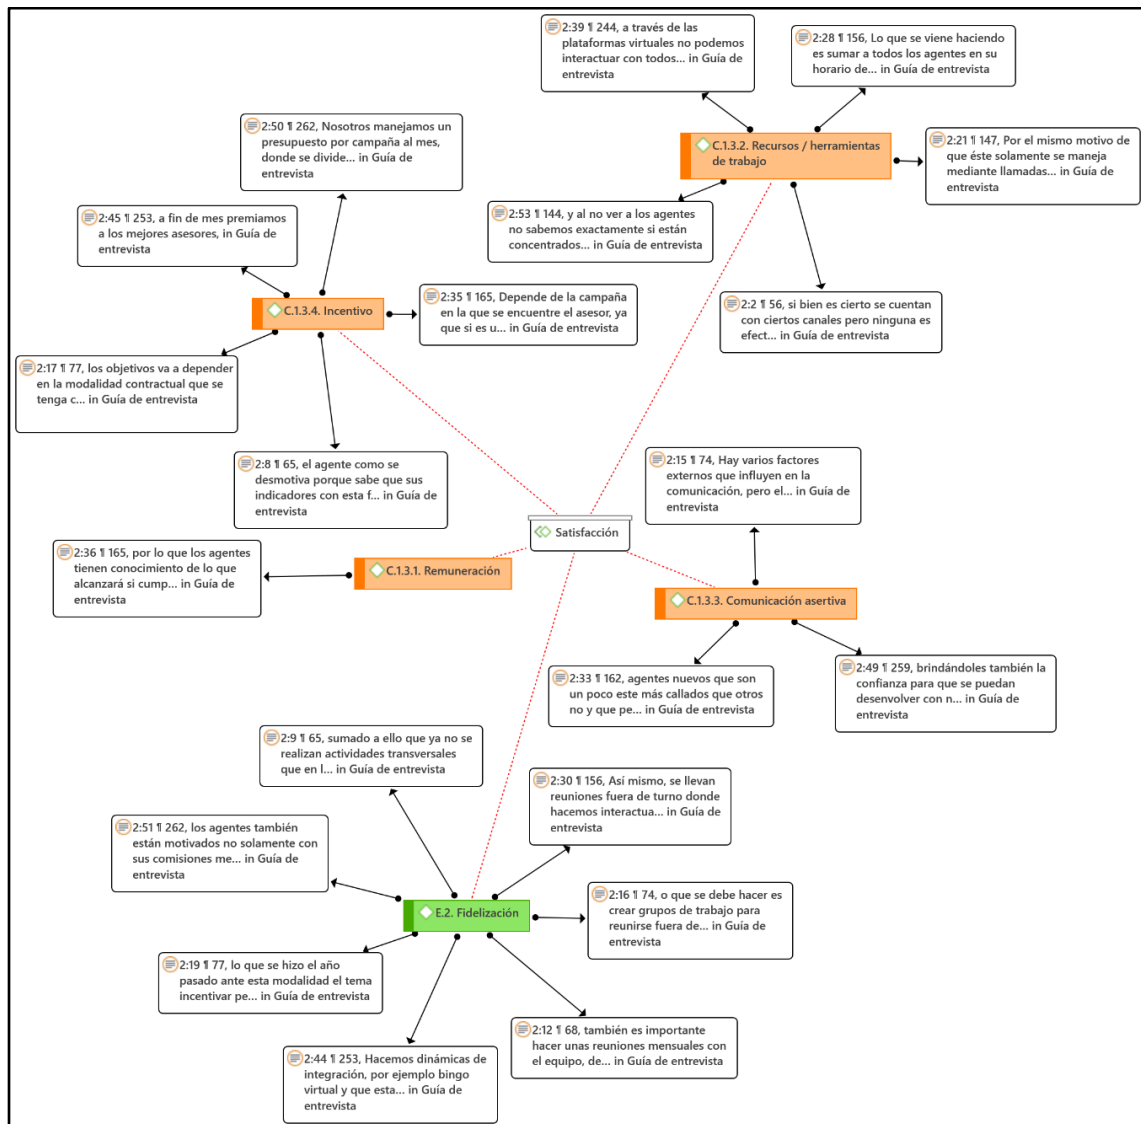 2:39 ¶ 244, a través de las
plataformas virtuales no podemos
interactuar con todos... in Guía de
entrevista
2:28 ¶ 156, Lo que se viene haciendo
es sumar a todos los agentes en su
horario de... in Guía de entrevista
2:50 ¶ 262, Nosotros manejamos un
presupuesto por campaña al mes,
donde se divide... in Guía de
entrevista
C.1.3.2. Recursos / herramientas
de trabajo
2:21 ¶ 147, Por el mismo motivo de
que éste solamente se maneja
mediante llamadas... in Guía de
entrevista
2:45 ¶ 253, a fin de mes premiamos
a los mejores asesores, in Guía de
entrevista
2:53 ¶ 144, y al no ver a los agentes
no sabemos exactamente si están
concentrados... in Guía de entrevista
C.1.3.4. Incentivo
2:35 ¶ 165, Depende de la campaña
en la que se encuentre el asesor, ya
que si es u... in Guía de entrevista
2:2 ¶ 56, si bien es cierto se cuentan
con ciertos canales pero ninguna es
efect... in Guía de entrevista
2:17 ¶ 77, los objetivos va a depender
en la modalidad contractual que se
tenga c... in Guía de entrevista
2:8 ¶ 65, el agente como se
desmotiva porque sabe que sus
indicadores con esta f... in Guía de
entrevista
2:15 ¶ 74, Hay varios factores
externos que influyen en la
comunicación, pero el... in Guía de
entrevista
Satisfacción
2:36 ¶ 165, por lo que los agentes
tienen conocimiento de lo que
alcanzará si cump... in Guía de
entrevista
C.1.3.1. Remuneración
C.1.3.3. Comunicación asertiva
2:33 ¶ 162, agentes nuevos que son
un poco este más callados que otros
no y que pe... in Guía de entrevista
2:49 ¶ 259, brindándoles también la
confianza para que se puedan
desenvolver con n... in Guía de
entrevista
2:9 ¶ 65, sumado a ello que ya no se
realizan actividades transversales
que en l... in Guía de entrevista
2:30 ¶ 156, Así mismo, se llevan
reuniones fuera de turno donde
hacemos interactua... in Guía de
entrevista
2:51 ¶ 262, los agentes también
están motivados no solamente con
sus comisiones me... in Guía de
entrevista
2:16 ¶ 74, o que se debe hacer es
crear grupos de trabajo para
reunirse fuera de... in Guía de
entrevista
E.2. Fidelización
2:19 ¶ 77, lo que se hizo el año
pasado ante esta modalidad el tema
incentivar pe... in Guía de entrevista
2:12 ¶ 68, también es importante
hacer unas reuniones mensuales con
el equipo, de... in Guía de entrevista
2:44 ¶ 253, Hacemos dinámicas de
integración, por ejemplo bingo
virtual y que esta... in Guía de
entrevista